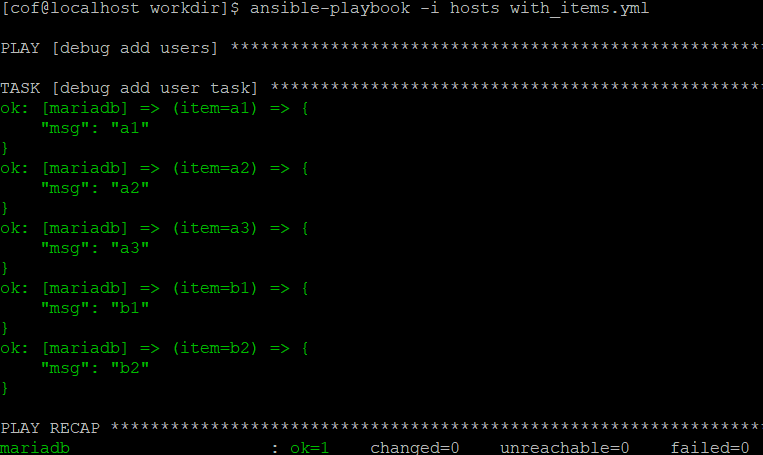 [cof@localhost workdir]$ ansible-playbook -i hosts with_items.yml
PLAY [debug add users] *****************************************************
TASK [debug add user task] *************************************************
ok: [mariadb] => (item=a1) => {
    "msg": "a1"
}
ok: [mariadb] => (item=a2) => {
    "msg": "a2"
}
ok: [mariadb] => (item=a3) => {
    "msg": "a3"
}
ok: [mariadb] => (item=b1) => {
    "msg": "b1"
}
ok: [mariadb] => (item=b2) => {
    "msg": "b2"
}
PLAY RECAP *****************************************************************
mariadb                    : ok=1    changed=0    unreachable=0    failed=0